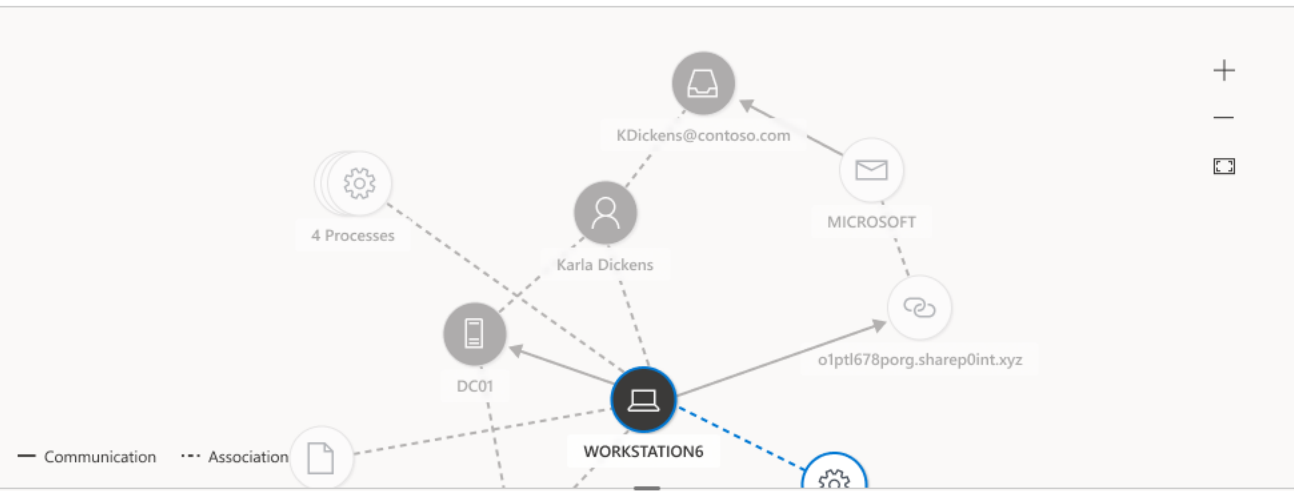 KDickens@contoso.com
MICROSOFT
4 Processes
Karla Dickens
o1ptl678porg.sharep0int.xyz
DC01
WORKSTATION6
Communication
Association